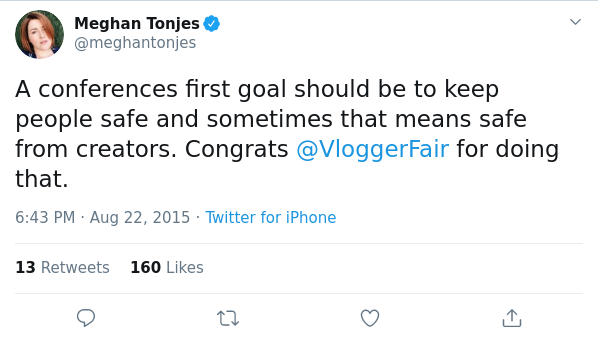 Meghan Tonjes
@meghantonjes
A conferences first goal should be to keep
people safe and sometimes that means safe
from creators. Congrats @VloggerFair for doing
that.
6:43 PM · Aug 22, 2015 · Twitter for iPhone
13 Retweets 160 Likes